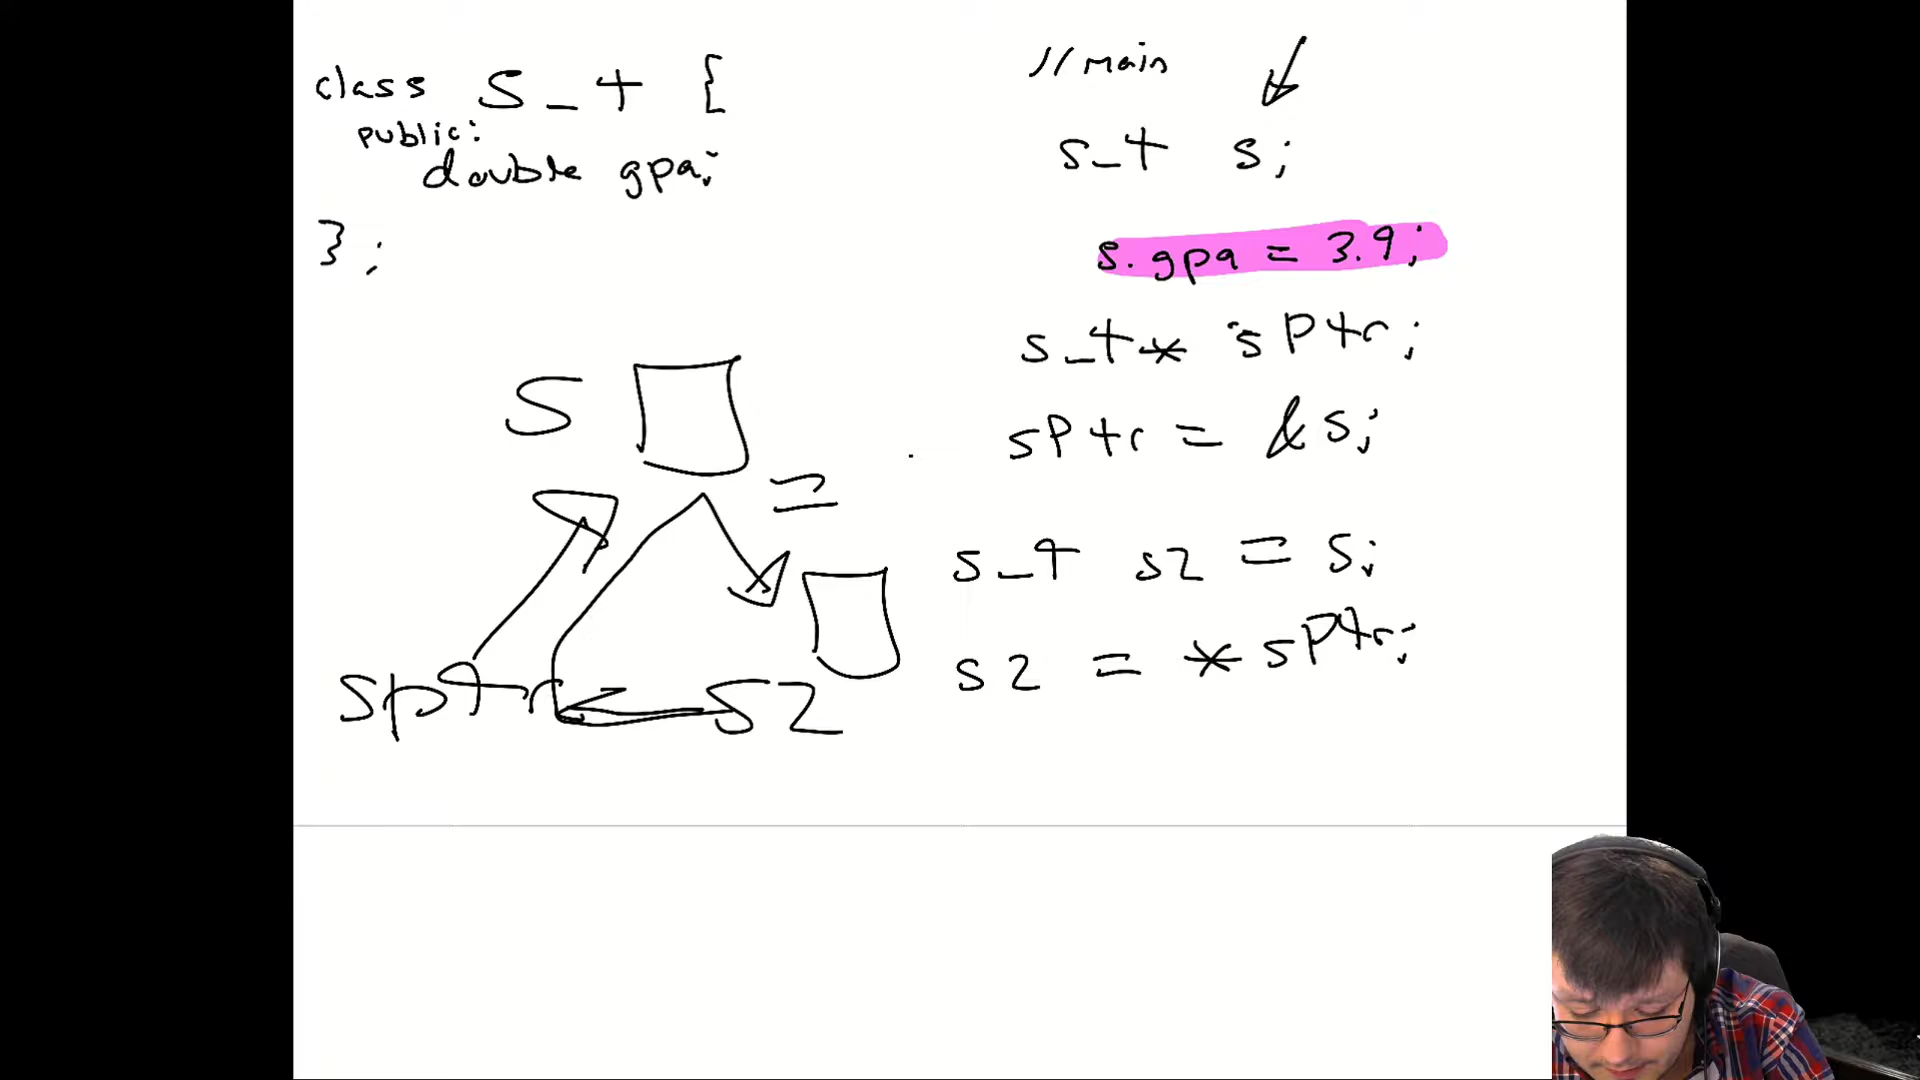 class s_t {
public:
double gpa;
};
//main
s_t s;
s.gpa = 3.9;
s_t* sPtr;
sPtr = &s;
s_t s2 = s;
s2 = *sPtr;
S
=
sptr
s2